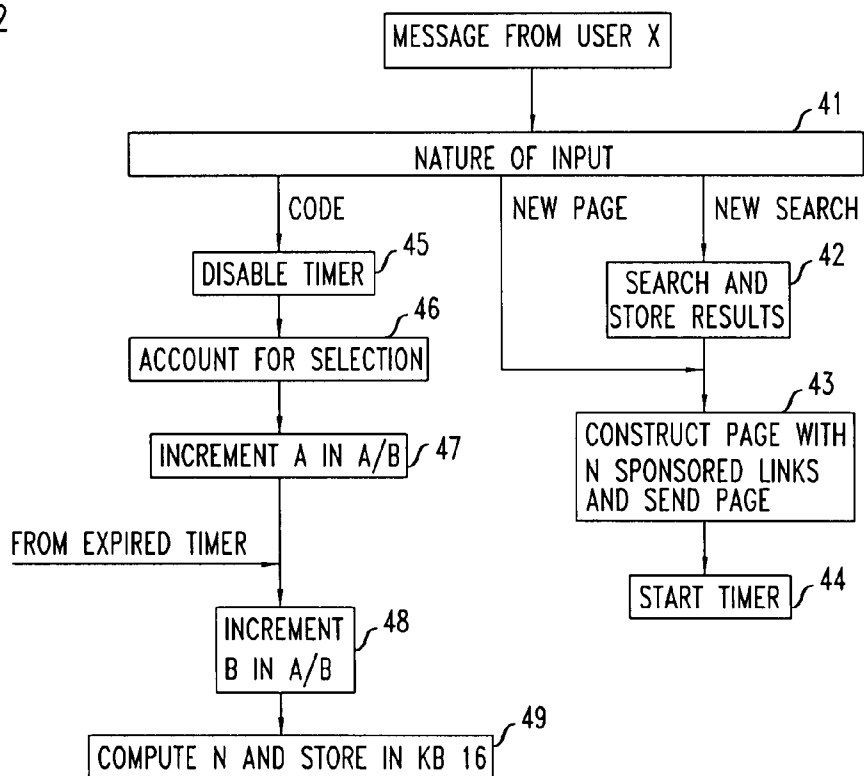 2
MESSAGE FROM USER X
41
NATURE OF INPUT
CODE
NEW PAGE
NEW SEARCH
45
DISABLE TIMER
42
SEARCH AND
STORE RESULTS
46
ACCOUNT FOR SELECTION
43
CONSTRUCT PAGE WITH
N SPONSORED LINKS
AND SEND PAGE
INCREMENT A IN A/B
47
FROM EXPIRED TIMER
44
START TIMER
INCREMENT
B IN A/B
48
49
COMPUTE N AND STORE IN KB 16